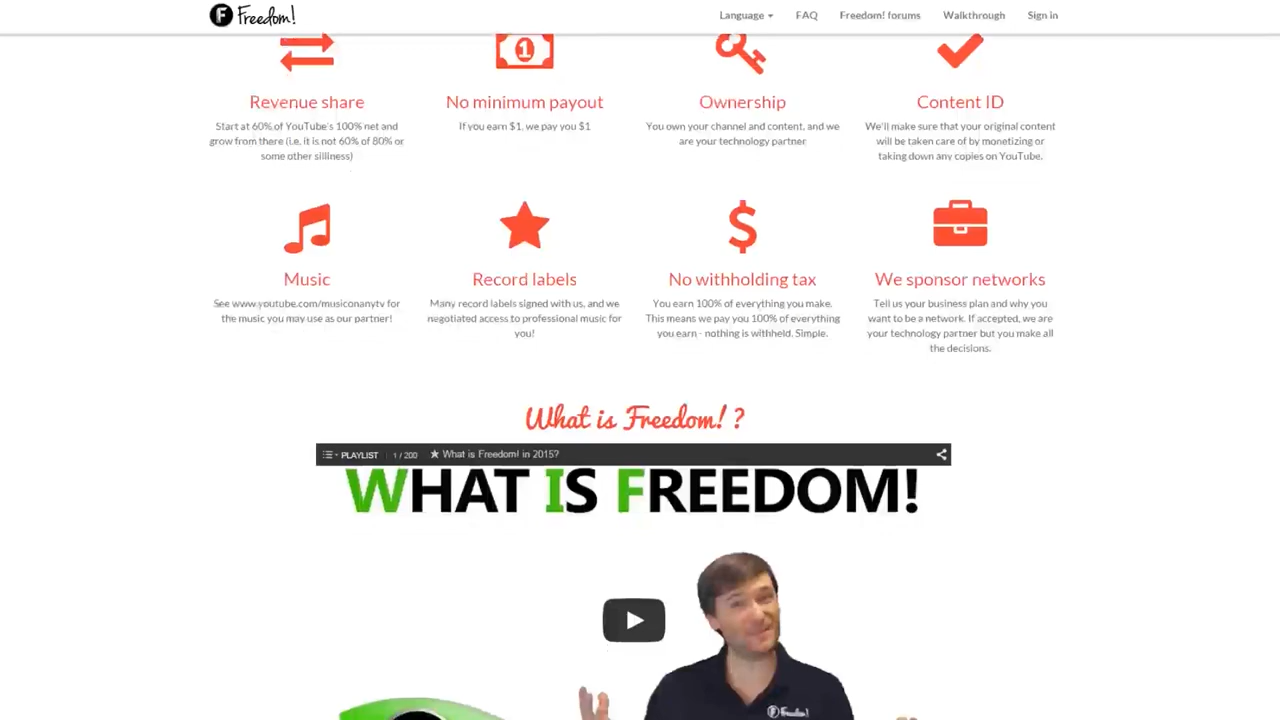 Freedom!
Language FAQ Freedom! forums Walkthrough Sign in
Revenue share
Start at 60% of YouTube's 100% net and
grow from there (i.e. it is not 60% of 80% or
some other silliness)
No minimum payout
If you earn $1, we pay you $1
Ownership
You own your channel and content, and we
are your technology partner
Content ID
We'll make sure that your original content
will be taken care of by monetizing or
taking down any copies on YouTube.
Music
See www.youtube.com/musiconanytv for
the music you may use as our partner!
Record labels
Many record labels signed with us, and we
negotiated access to professional music for
you!
No withholding tax
You earn 100% of everything you make.
This means we pay you 100% of everything
you earn - nothing is withheld. Simple.
We sponsor networks
Tell us your business plan and why you
want to be a network. If accepted, we are
your technology partner but you make all
the decisions.
What is Freedom! ?
PLAYLIST 1 / 200 ★ What is Freedom! in 2015?
WHAT IS FREEDOM!
Freedom!